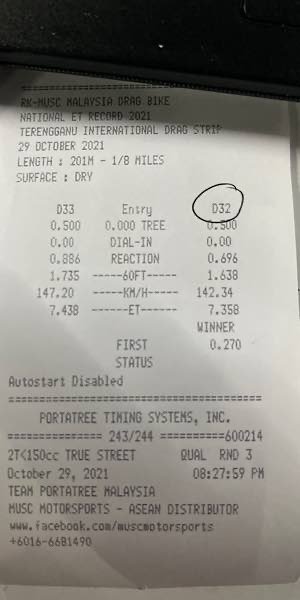 =====================================
RK-MUSC MALAYSIA DRAG BIKE
NATIONAL ET RECORD 2021
TERENGGANU INTERNATIONAL DRAG STRIP
29 OCTOBER 2021
LENGTH : 201M - 1/8 MILES
SURFACE : DRY
D33 Entry D32
0.500 0.000 TREE 0.500
0.00 DIAL-IN 0.00
0.886 REACTION 0.696
1.735 -----60FT----- 1.638
147.20 -----KM/H----- 142.34
7.438 ------ET------ 7.358
WINNER
FIRST 0.270
STATUS
Autostart Disabled
=====================================
PORTATREE TIMING SYSTEMS, INC.
============== 243/244 ==========600214
2T<150cc TRUE STREET QUAL RND 3
October 29, 2021 08:27:59 PM
TEAM PORTATREE MALAYSIA
MUSC MOTORSPORTS - ASEAN DISTRIBUTOR
www.facebook.com/muscmotorsports
+6016-6681490